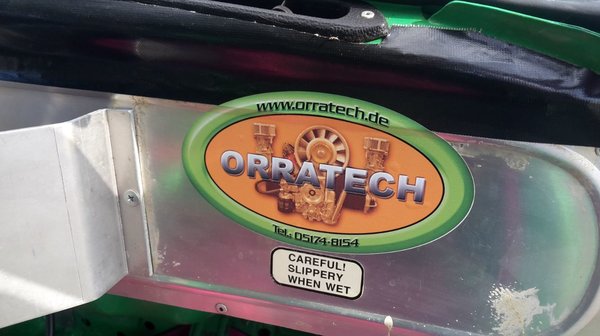 www.orratech.de
ORRATECH
Tel.: 05174-8154
CAREFUL!
SLIPPERY
WHEN WET